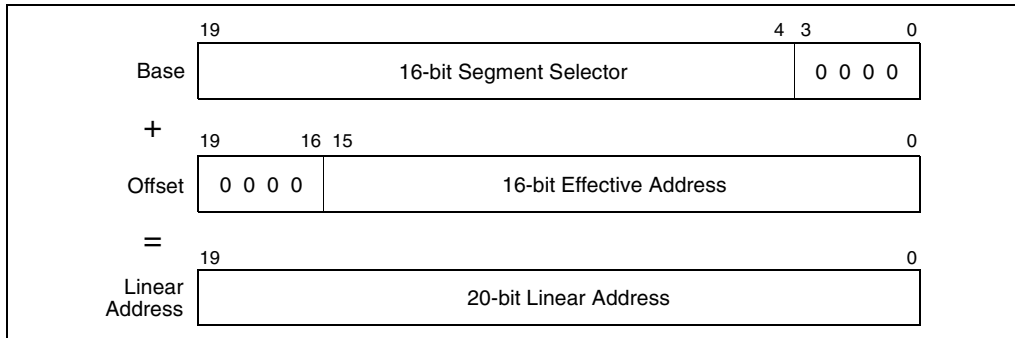 19 4 3 0
Base 16-bit Segment Selector 0 0 0 0
+
19 16 15 0
Offset 0 0 0 0 16-bit Effective Address
=
19 0
Linear
Address 20-bit Linear Address